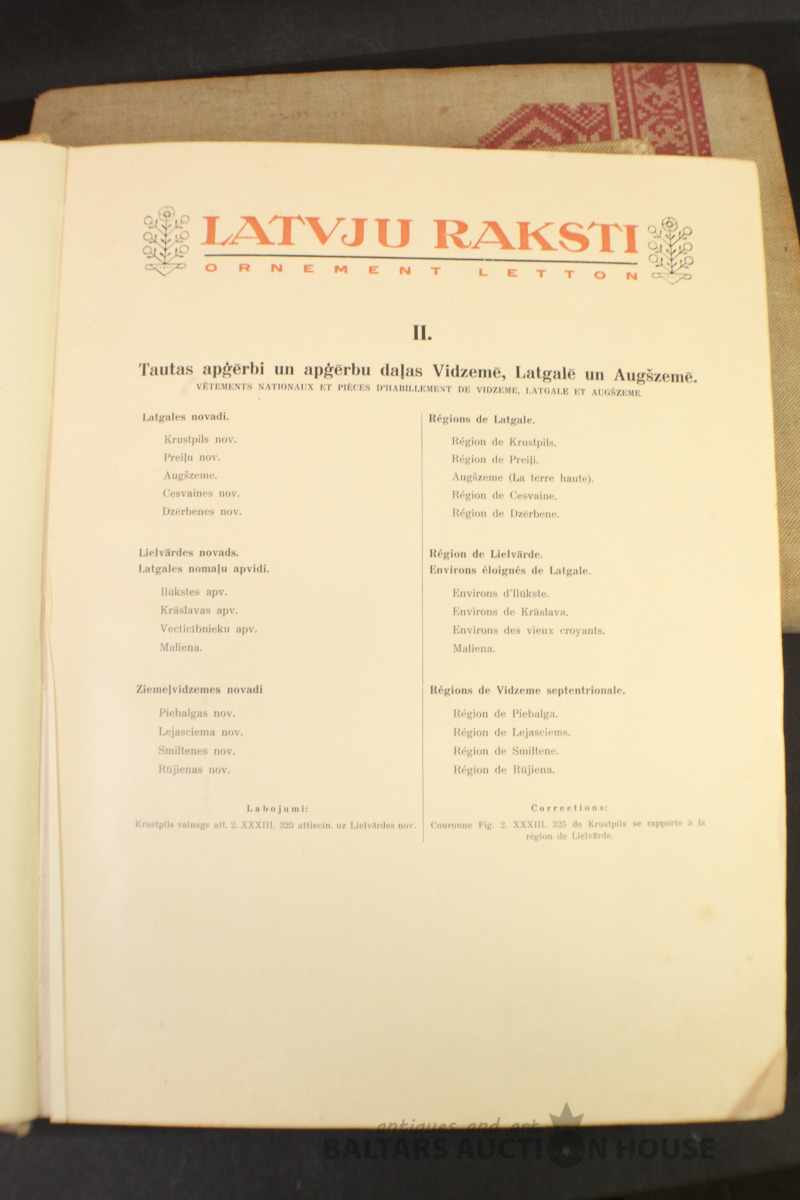 LATVJU RAKSTI
ORNEMENT LETTON
II.
Tautas apģērbi un apģērbu daļas Vidzemē, Latgalē un Augšzemē.
VÊTEMENTS NATIONAUX ET PIÈCES D'HABILLEMENT DE VIDZEME, LATGALE ET AUGŠZEME.
Latgales novadi.
Krustpils nov.
Preiļu nov.
Augšzeme.
Cesvaines nov.
Dzērbenes nov.
Lielvārdes novads.
Latgales nomaļu apvidi.
Ilūkstes apv.
Krāslavas apv.
Vecticībnieku apv.
Maliena.
Ziemeļvidzemes novadi
Piebalgas nov.
Lejasciema nov.
Smiltenes nov.
Rūjienas nov.
Labojumi:
Krustpils vainags att. 2. XXXIII. 325 attiecin. uz Lielvārdes nov.
Régions de Latgale.
Région de Krustpils.
Région de Preiļi.
Augšzeme (La terre haute).
Région de Cesvaine.
Région de Dzērbene.
Région de Lielvārde.
Environs éloignés de Latgale.
Environs d'Ilūkste.
Environs de Krāslava.
Environs des vieux croyants.
Maliena.
Régions de Vidzeme septentrionale.
Région de Piebalga.
Région de Lejasciems.
Région de Smiltene.
Région de Rūjiena.
Corrections:
Couronne Fig. 2. XXXIII. 325 de Krustpils se rapporte à la
région de Lielvārde.
antiques and art
BALTARS AUCTION HOUSE